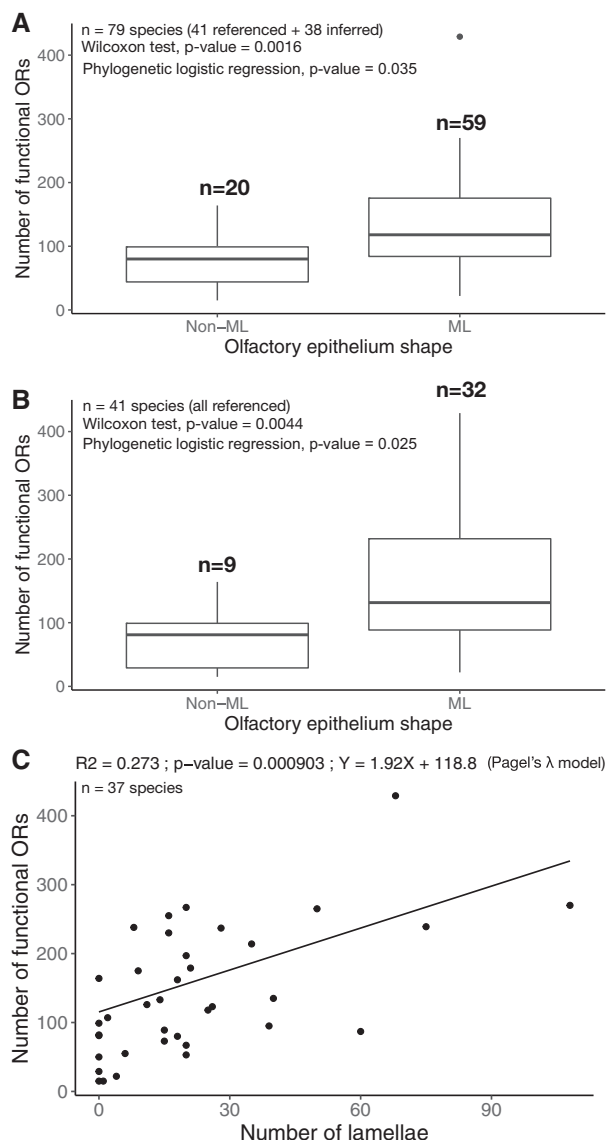 A
n = 79 species (41 referenced + 38 inferred)
Wilcoxon test, p-value = 0.0016
Phylogenetic logistic regression, p-value = 0.035
Number of functional ORs
400
300
200
100
0
n=20
n=59
Non−ML
ML
Olfactory epithelium shape
B
n = 41 species (all referenced)
Wilcoxon test, p-value = 0.0044
Phylogenetic logistic regression, p-value = 0.025
Number of functional ORs
400
300
200
100
0
n=9
n=32
Non−ML
ML
Olfactory epithelium shape
C
R2 = 0.273 ; p−value = 0.000903 ; Y = 1.92X + 118.8 (Pagel's λ model)
n = 37 species
Number of functional ORs
400
300
200
100
0
0
30
60
90
Number of lamellae